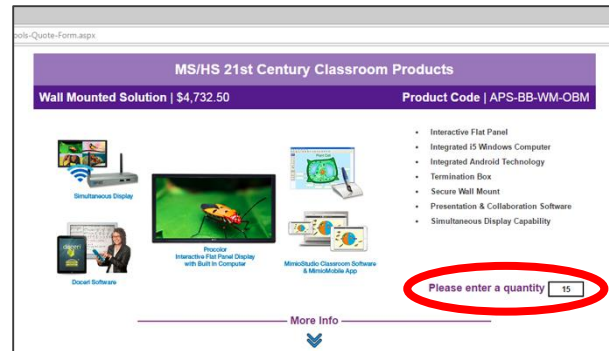 ools-Quote-Form.aspx
MS/HS 21st Century Classroom Products
Wall Mounted Solution | $4,732.50
Product Code | APS-BB-WM-OBM
Simultaneous Display
Doceri Software
Procolor
Interactive Flat Panel Display
with Built In Computer
MimioStudio Classroom Software
& MimioMobile App
• Interactive Flat Panel
• Integrated i5 Windows Computer
• Integrated Android Technology
• Termination Box
• Secure Wall Mount
• Presentation & Collaboration Software
• Simultaneous Display Capability
Please enter a quantity 15
More Info